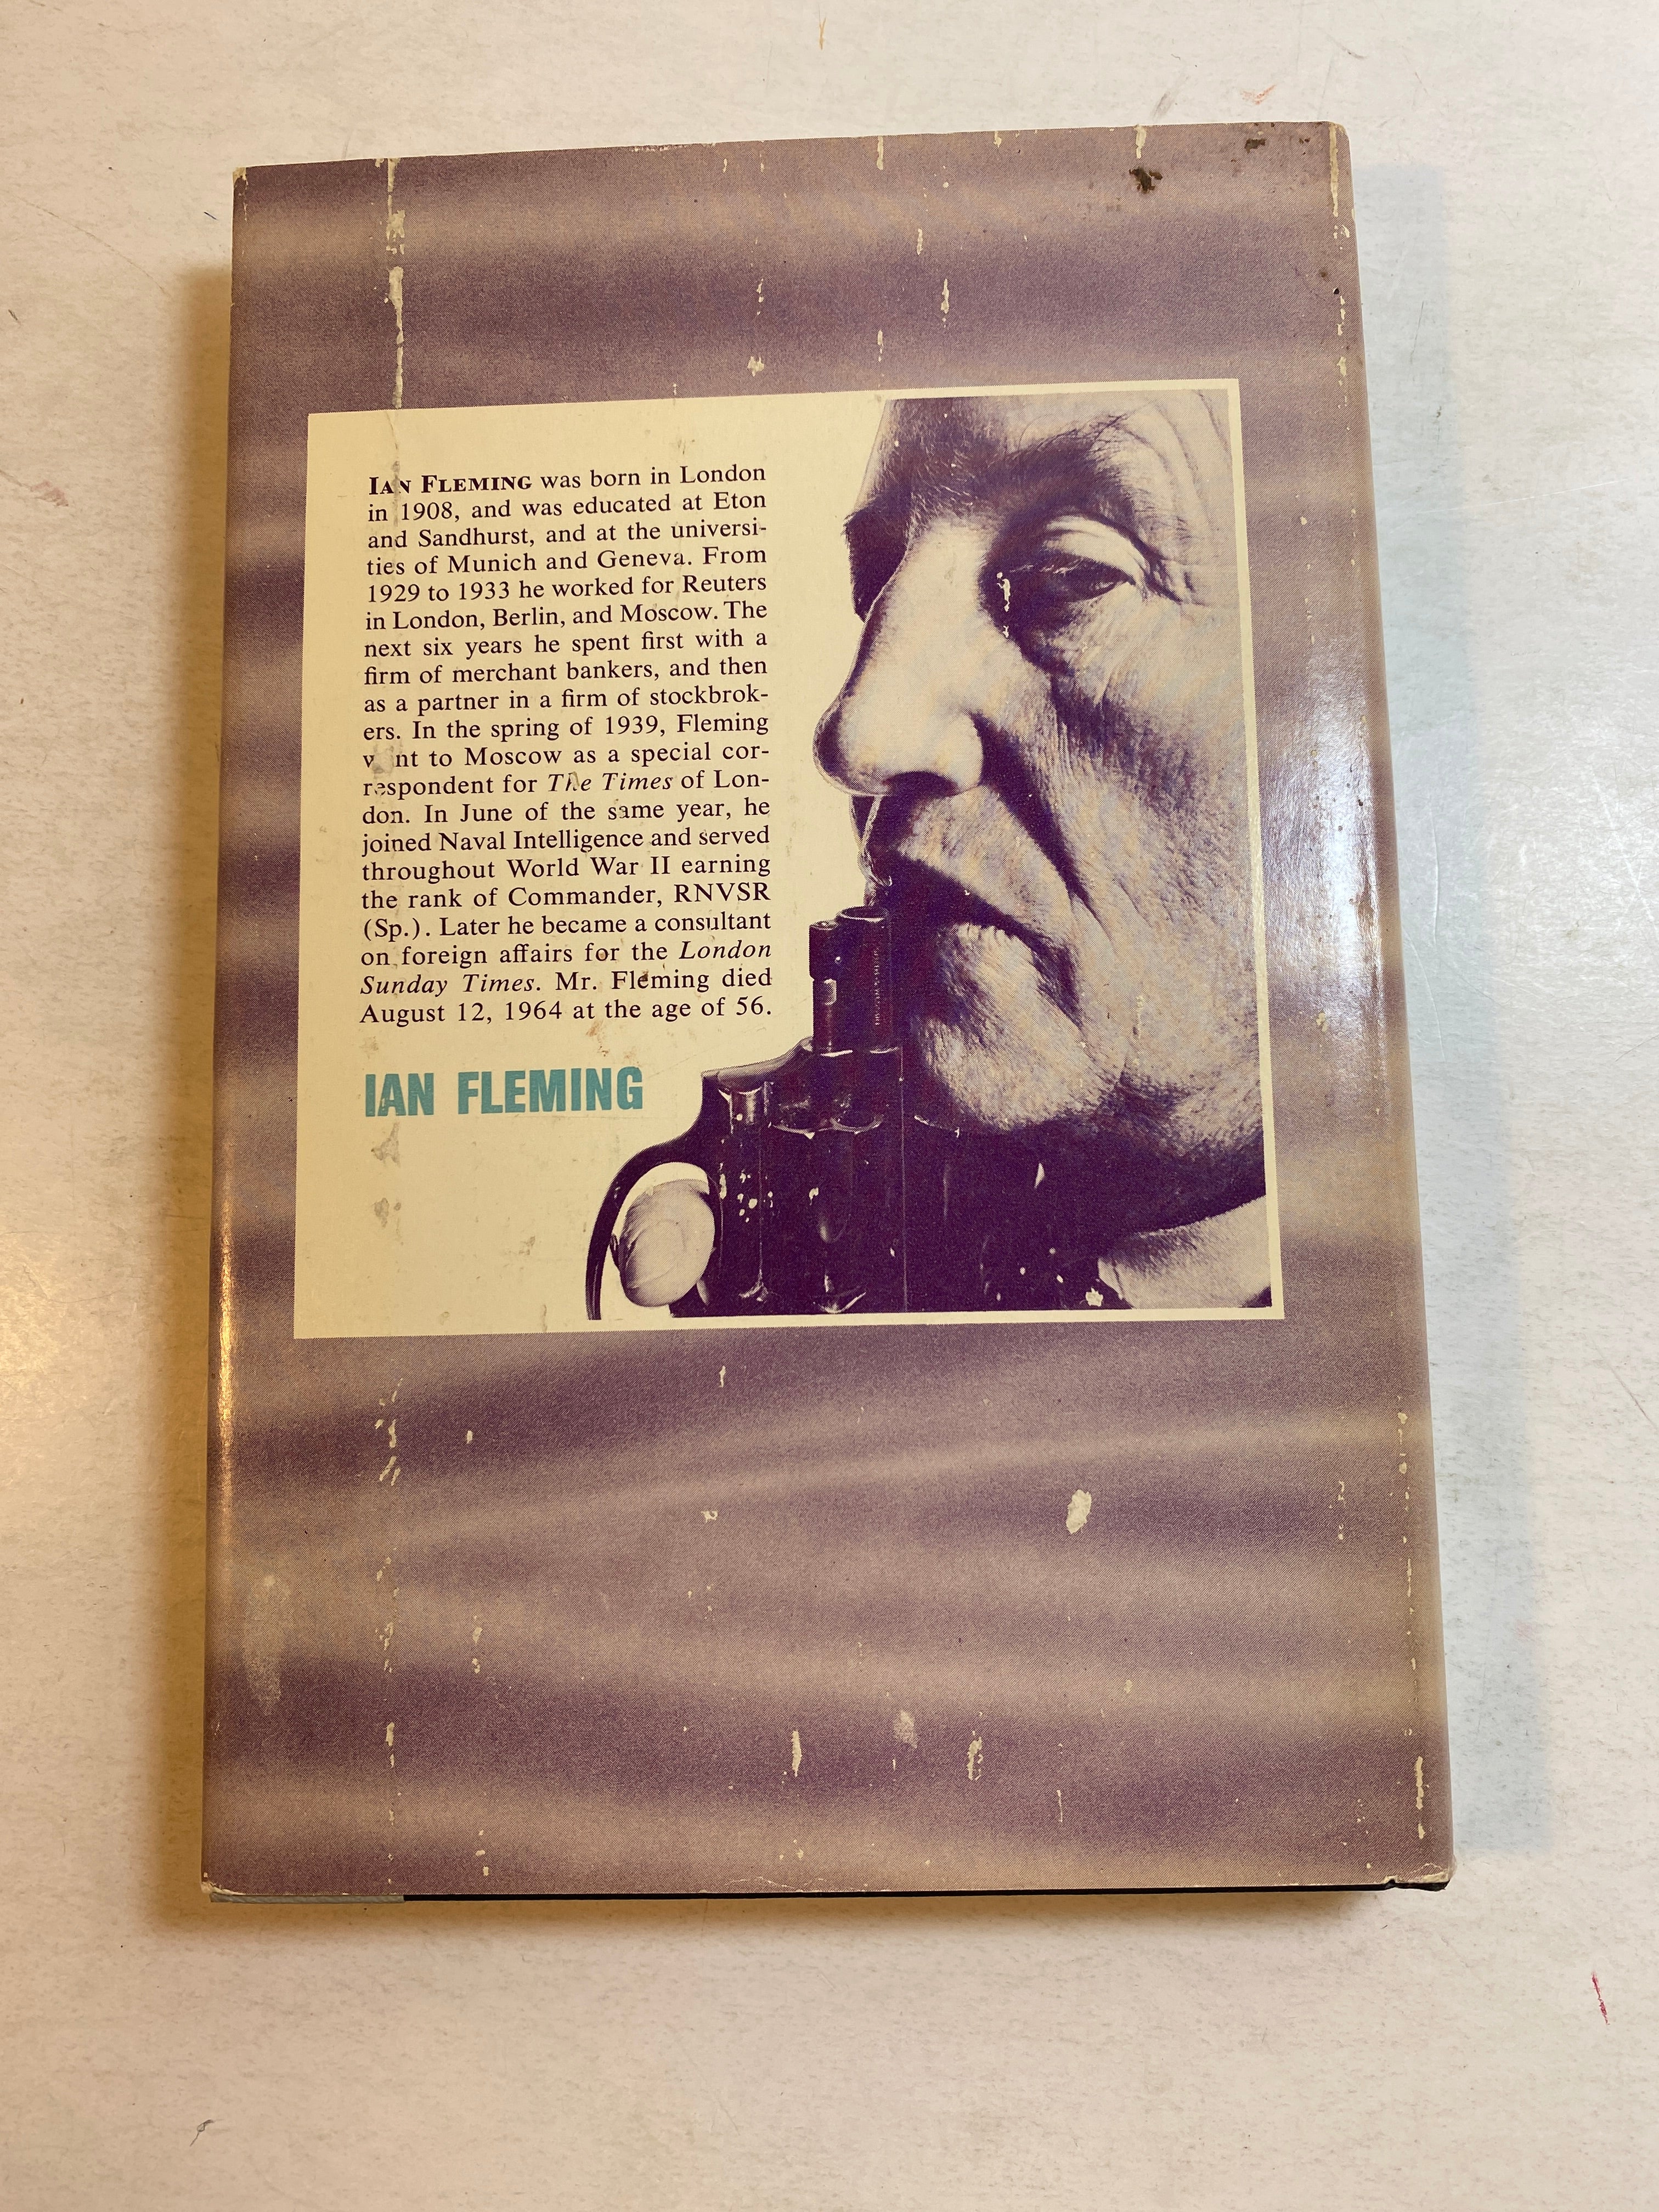 IAN FLEMING was born in London
in 1908, and was educated at Eton
and Sandhurst, and at the universi-
ties of Munich and Geneva. From
1929 to 1933 he worked for Reuters
in London, Berlin, and Moscow. The
next six years he spent first with a
firm of merchant bankers, and then
as a partner in a firm of stockbrok-
ers. In the spring of 1939, Fleming
went to Moscow as a special cor-
respondent for The Times of Lon-
don. In June of the same year, he
joined Naval Intelligence and served
throughout World War II earning
the rank of Commander, RNVSR
(Sp.). Later he became a consultant
on foreign affairs for the London
Sunday Times. Mr. Fleming died
August 12, 1964 at the age of 56.
IAN FLEMING